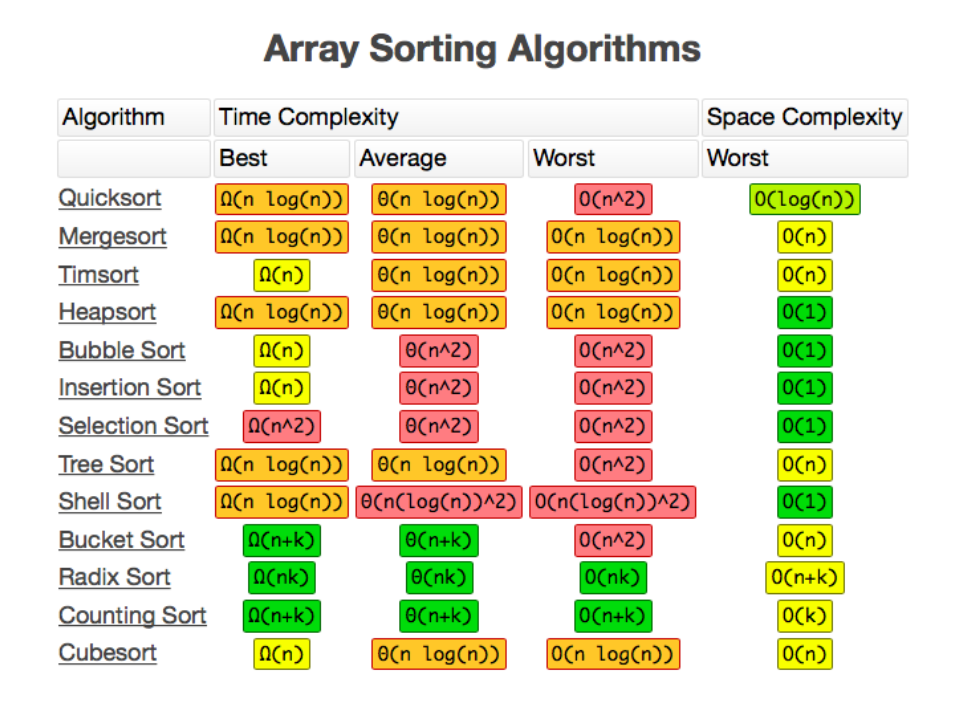 Array Sorting Algorithms
Algorithm Time Complexity Space Complexity
Best Average Worst Worst
Quicksort Ω(n log(n)) Θ(n log(n)) O(n^2) O(log(n))
Mergesort Ω(n log(n)) Θ(n log(n)) O(n log(n)) O(n)
Timsort Ω(n) Θ(n log(n)) O(n log(n)) O(n)
Heapsort Ω(n log(n)) Θ(n log(n)) O(n log(n)) O(1)
Bubble Sort Ω(n) Θ(n^2) O(n^2) O(1)
Insertion Sort Ω(n) Θ(n^2) O(n^2) O(1)
Selection Sort Ω(n^2) Θ(n^2) O(n^2) O(1)
Tree Sort Ω(n log(n)) Θ(n log(n)) O(n^2) O(n)
Shell Sort Ω(n log(n)) Θ(n(log(n))^2) O(n(log(n))^2) O(1)
Bucket Sort Ω(n+k) Θ(n+k) O(n^2) O(n)
Radix Sort Ω(nk) Θ(nk) O(nk) O(n+k)
Counting Sort Ω(n+k) Θ(n+k) O(n+k) O(k)
Cubesort Ω(n) Θ(n log(n)) O(n log(n)) O(n)